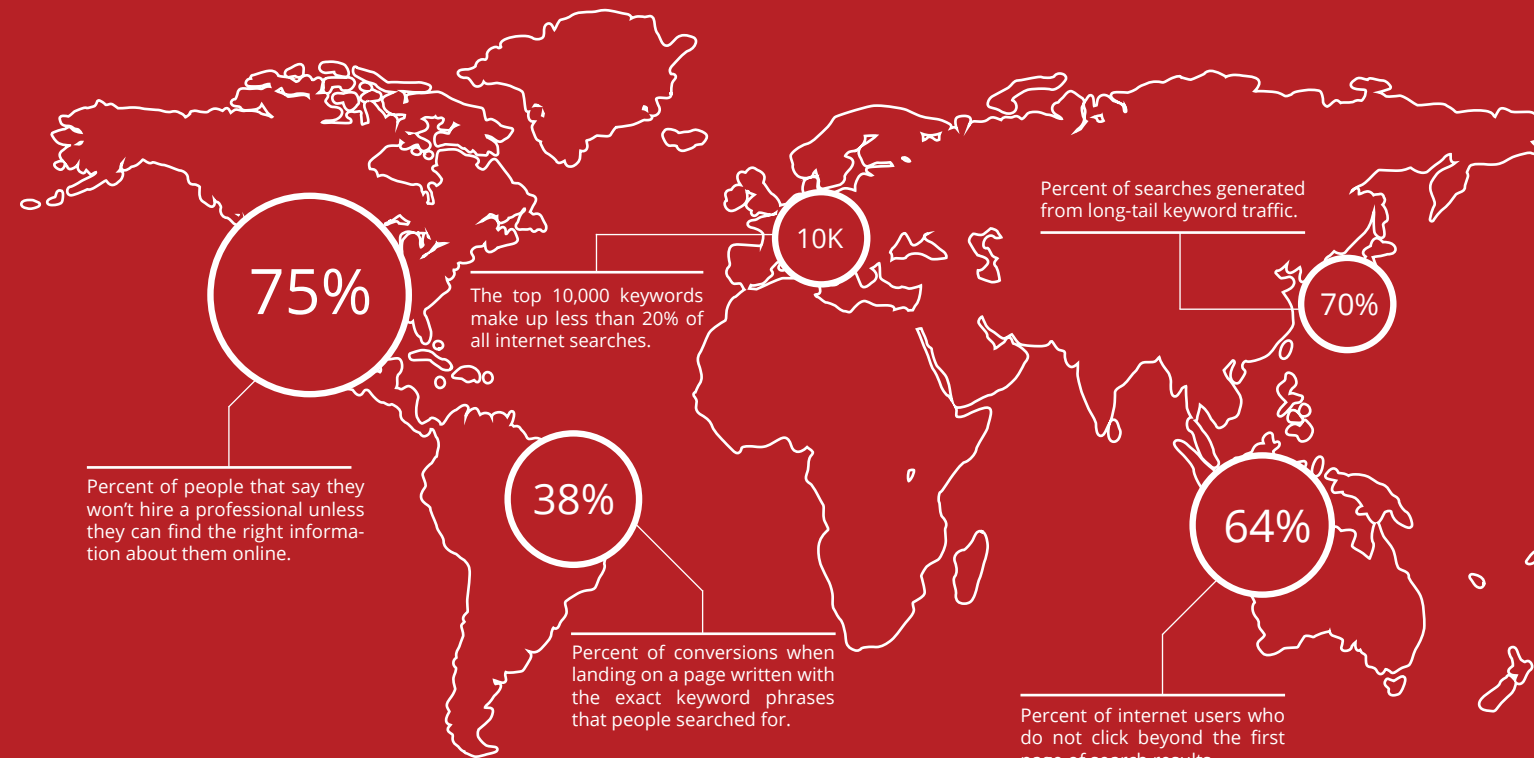 75%
Percent of people that say they
won’t hire a professional unless
they can find the right informa-
tion about them online.
10K
The top 10,000 keywords
make up less than 20% of
all internet searches.
38%
Percent of conversions when
landing on a page written with
the exact keyword phrases
that people searched for.
Percent of searches generated
from long-tail keyword traffic.
70%
64%
Percent of internet users who
do not click beyond the first
page of search results.